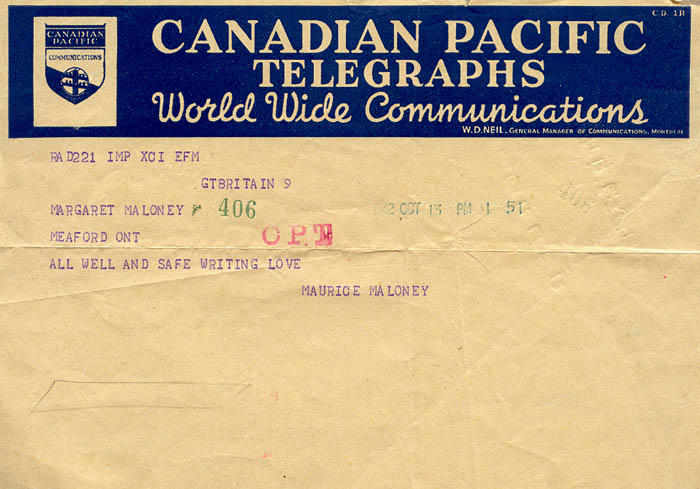 C.D. 1R
CANADIAN
PACIFIC
COMMUNICATIONS
CANADIAN PACIFIC
TELEGRAPHS
World Wide Communications
W.D. NEIL, GENERAL MANAGER OF COMMUNICATIONS, MONTREAL
RAD221 IMP XCI EFM
GTBRITAIN 9
MARGARET MALONEY 406 OCT 13 PM 1 51
MEAFORD ONT CPT
ALL WELL AND SAFE WRITING LOVE
MAURICE MALONEY